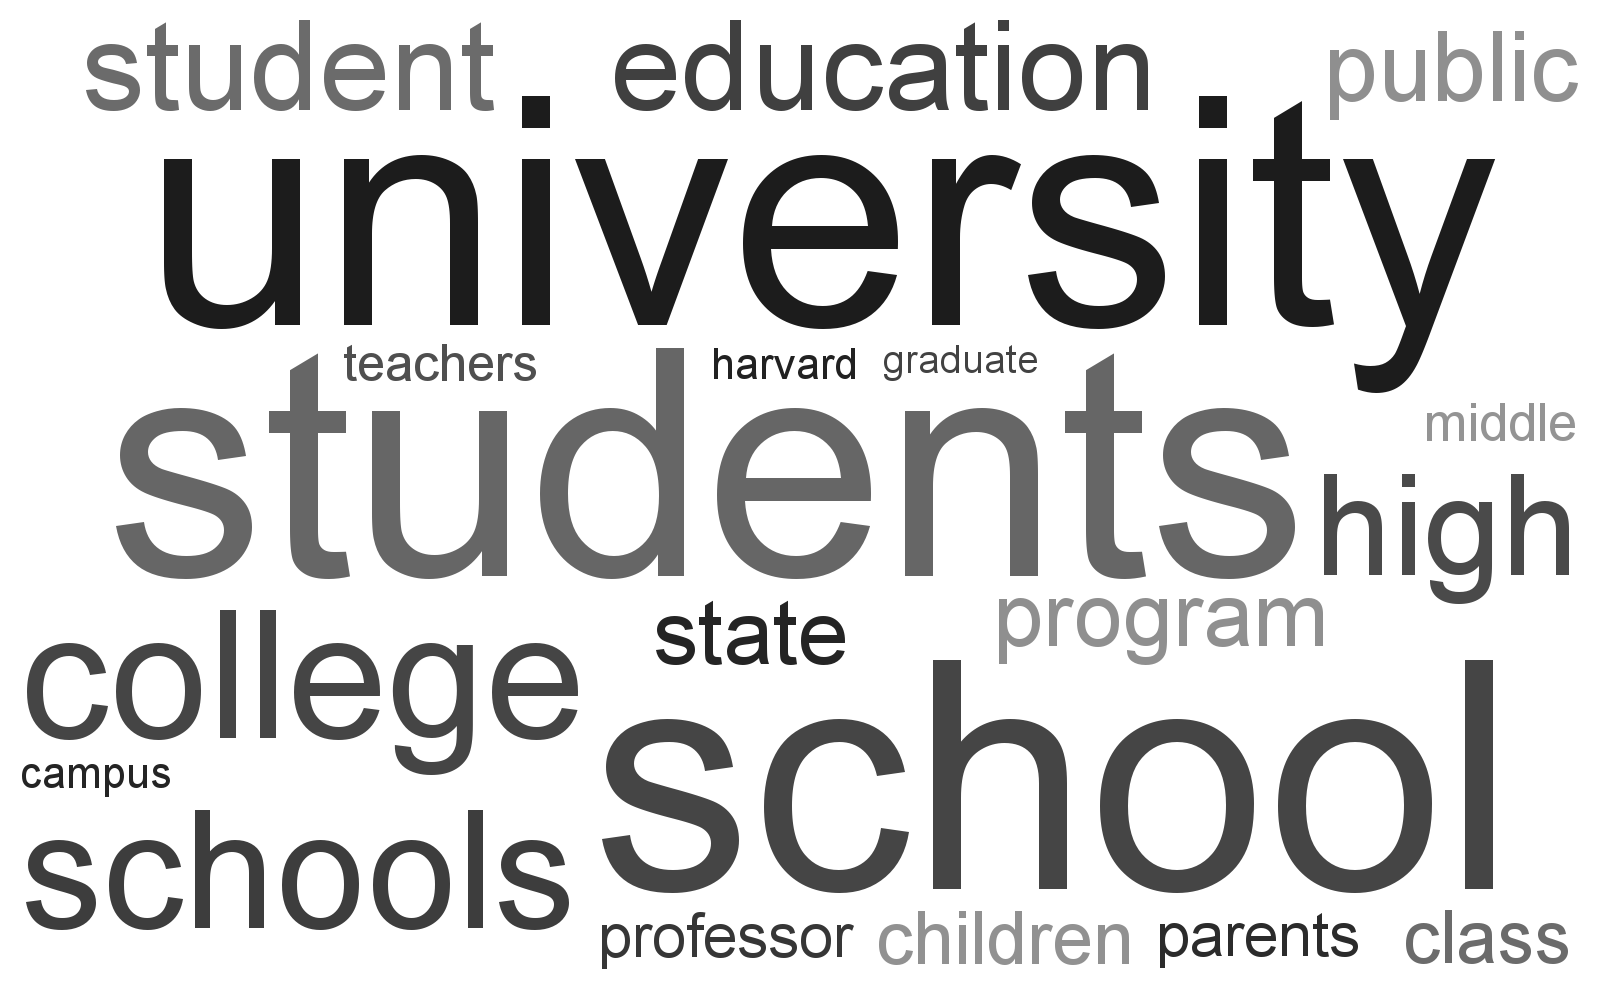 student education public
university
teachers harvard graduate
students middle
high
college state program
school
campus
schools
professor children parents class